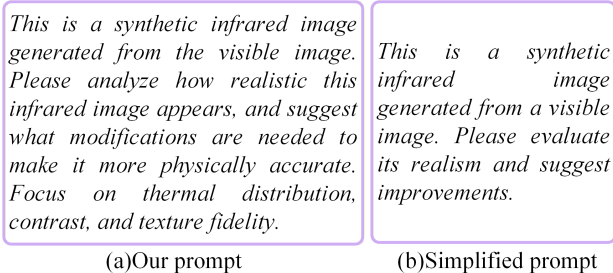 This is a synthetic infrared image
generated from the visible image.
Please analyze how realistic this
infrared image appears, and suggest
what modifications are needed to
make it more physically accurate.
Focus on thermal distribution,
contrast, and texture fidelity.
(a)Our prompt
This is a synthetic
infrared image
generated from a visible
image. Please evaluate
its realism and suggest
improvements.
(b)Simplified prompt